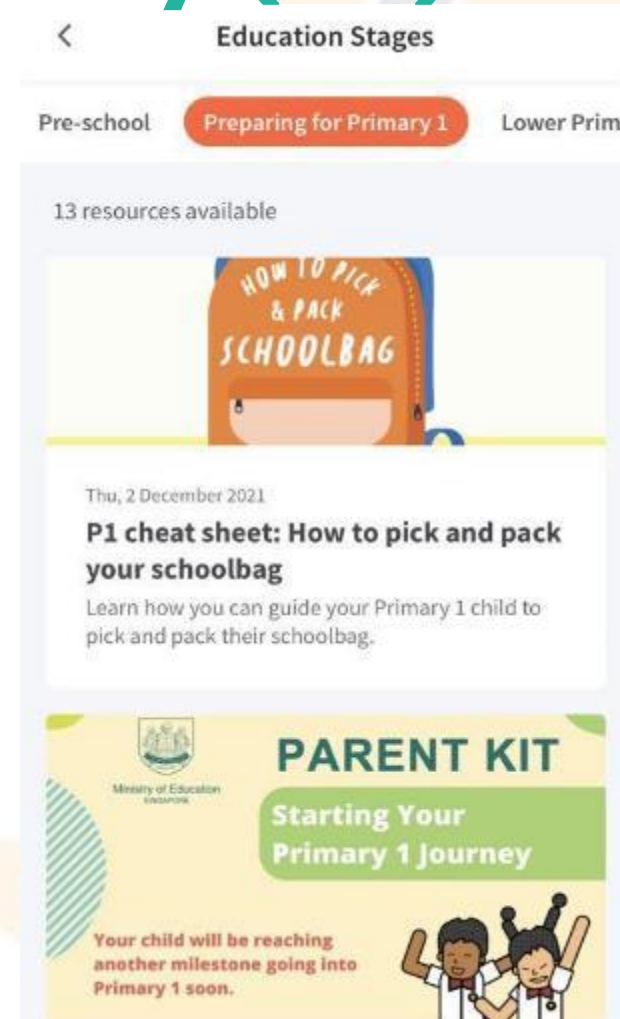 Education Stages
Pre-school
Preparing for Primary 1
Lower Prim
13 resources available
HOW TO PICK
& PACK
SCHOOLBAG
Thu, 2 December 2021
P1 cheat sheet: How to pick and pack
your schoolbag
Learn how you can guide your Primary 1 child to
pick and pack their schoolbag.
Ministry of Education
SINGAPORE
PARENT KIT
Starting Your
Primary 1 Journey
Your child will be reaching
another milestone going into
Primary 1 soon.